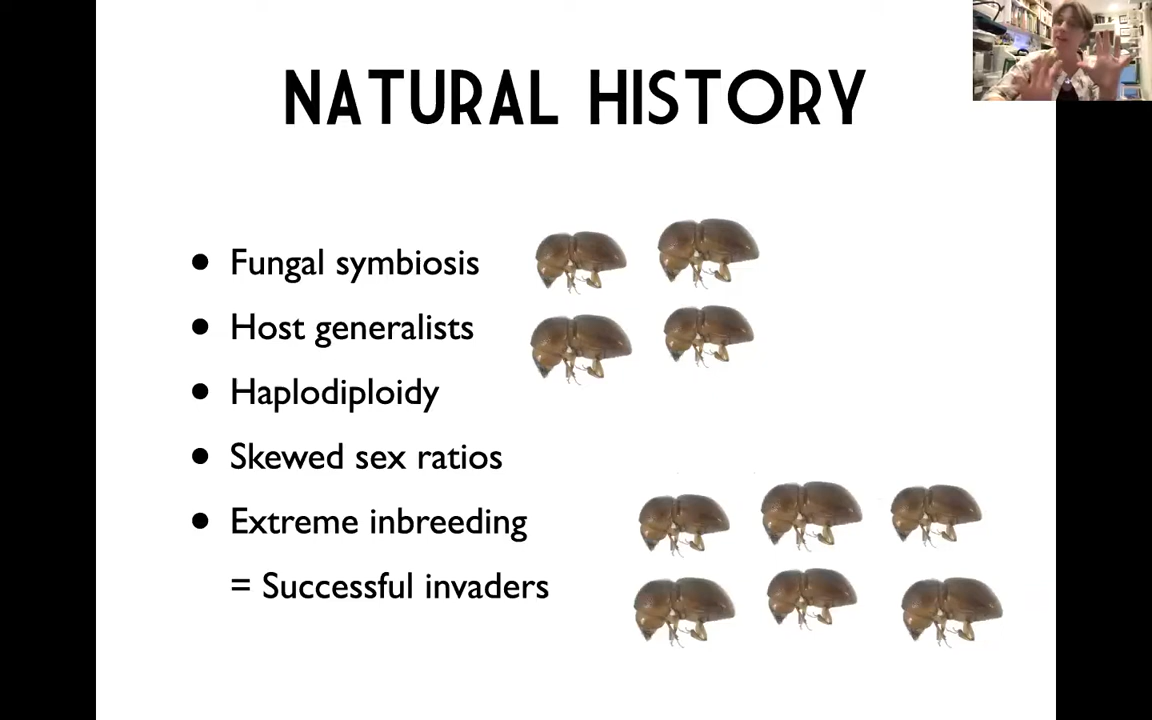 NATURAL HISTORY
• Fungal symbiosis
• Host generalists
• Haplodiploidy
• Skewed sex ratios
• Extreme inbreeding
= Successful invaders